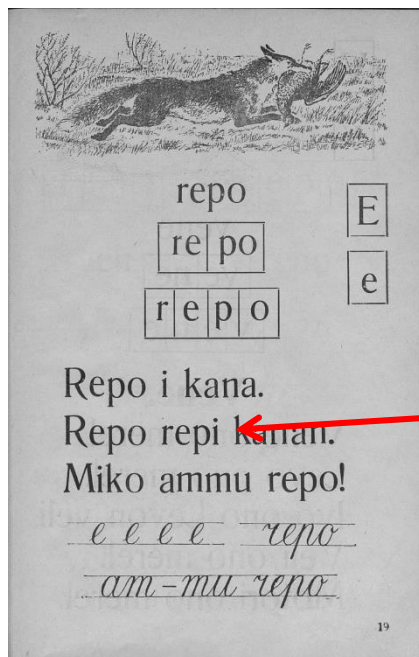 repo
re po
r e p o
E
e
Repo i kana.
Repo repi kanan.
Miko ammu repo!
e e e e repo
am-mu repo
19